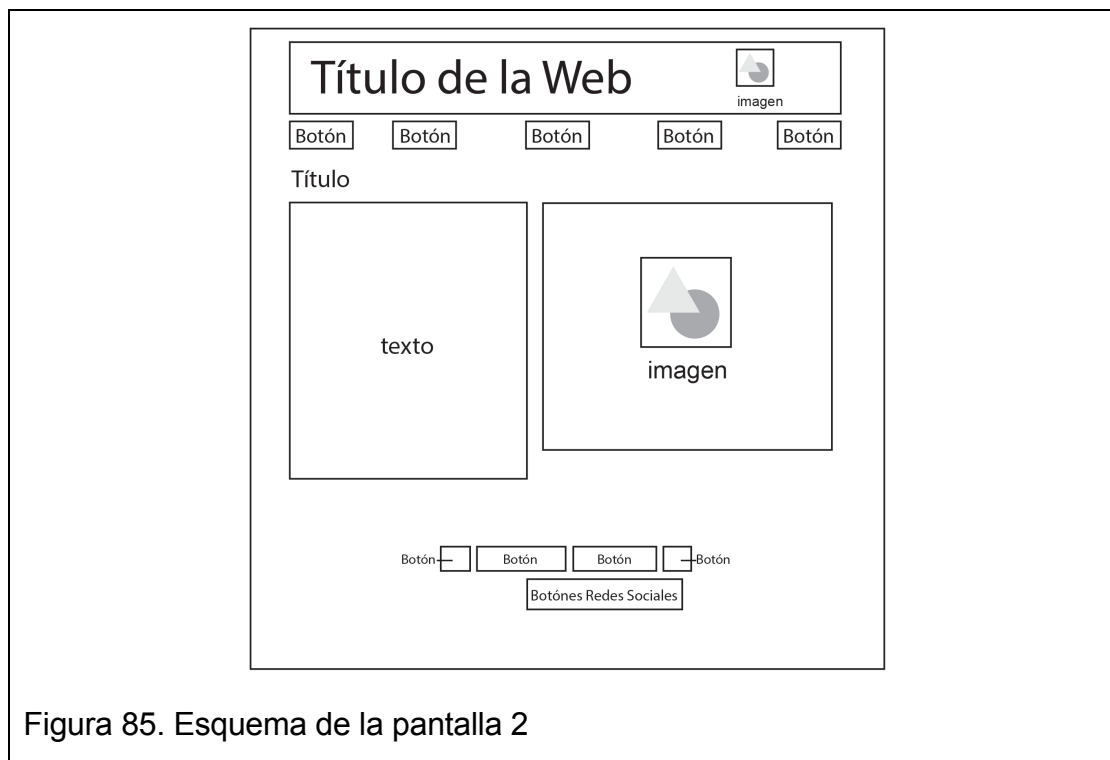 Título de la Web
imagen
Botón Botón Botón Botón Botón
Título
texto
imagen
Botón Botón Botón Botón
Botónes Redes Sociales
Figura 85. Esquema de la pantalla 2